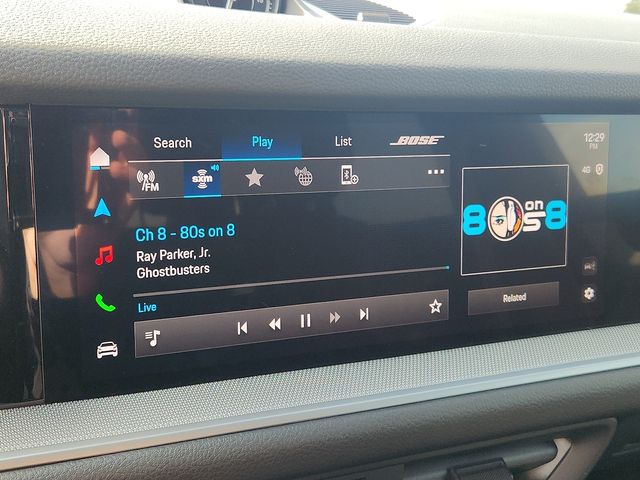 Search Play List BOSE
12:29
FM
FM sxm
4G
Ch 8 - 80s on 8
Ray Parker, Jr.
Ghostbusters
80s on 8
Live
Related